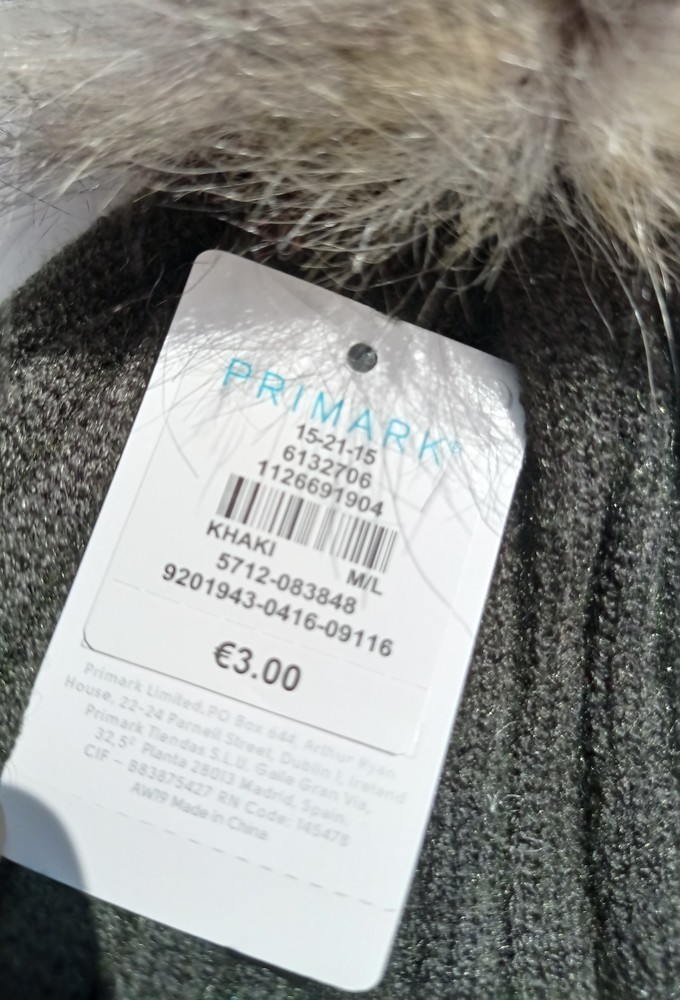 PRIMARK®
15-21-15
6132706
1126691904
KHAKI M/L
5712-083848
9201943-0416-09116
€3.00
Primark Limited, PO Box 644, Arthur Ryan
House, 22-24 Parnell Street, Dublin 1, Ireland
Primark Tiendas S.L.U. Galle Gran Via,
32,5º Planta 28013 Madrid, Spain.
CIF - B83875427 RN Code: 145478
AW19 Made in China